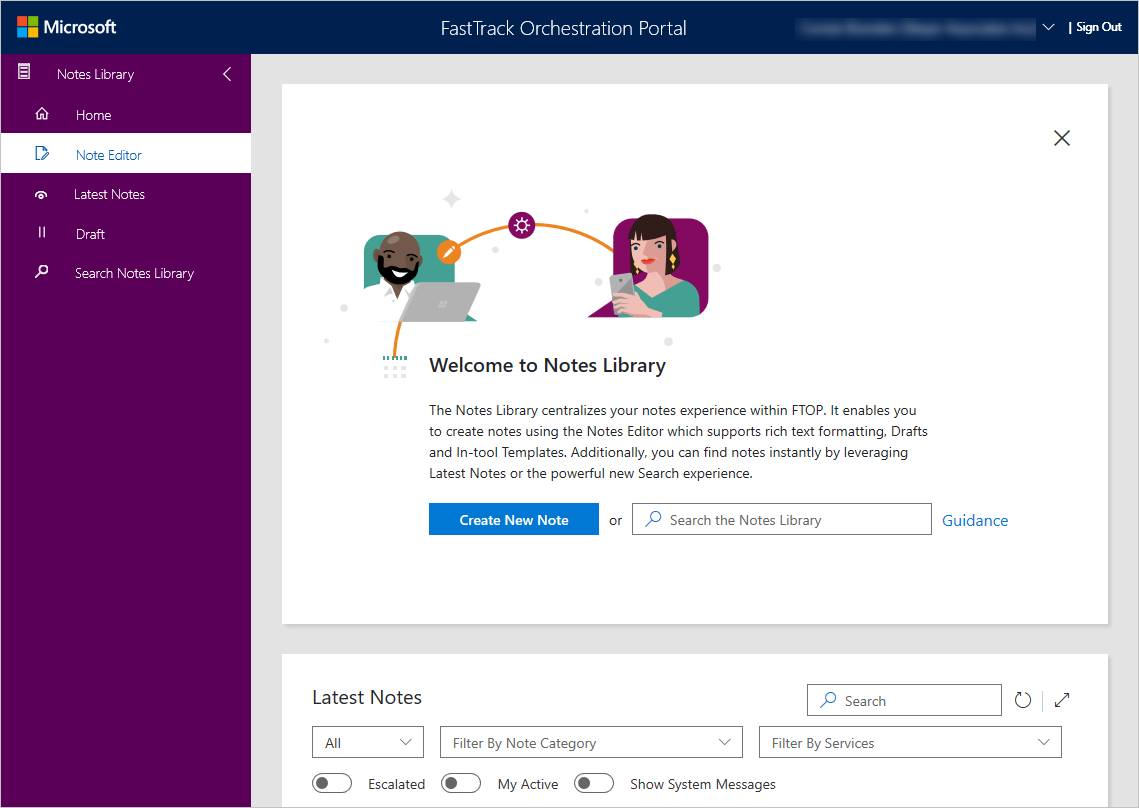 Microsoft
FastTrack Orchestration Portal
| Sign Out
Notes Library
Home
Note Editor
Latest Notes
Draft
Search Notes Library
Welcome to Notes Library
The Notes Library centralizes your notes experience within FTOP. It enables you
to create notes using the Notes Editor which supports rich text formatting, Drafts
and In-tool Templates. Additionally, you can find notes instantly by leveraging
Latest Notes or the powerful new Search experience.
Create New Note or Search the Notes Library Guidance
Latest Notes
Search
All
Filter By Note Category
Filter By Services
Escalated
My Active
Show System Messages